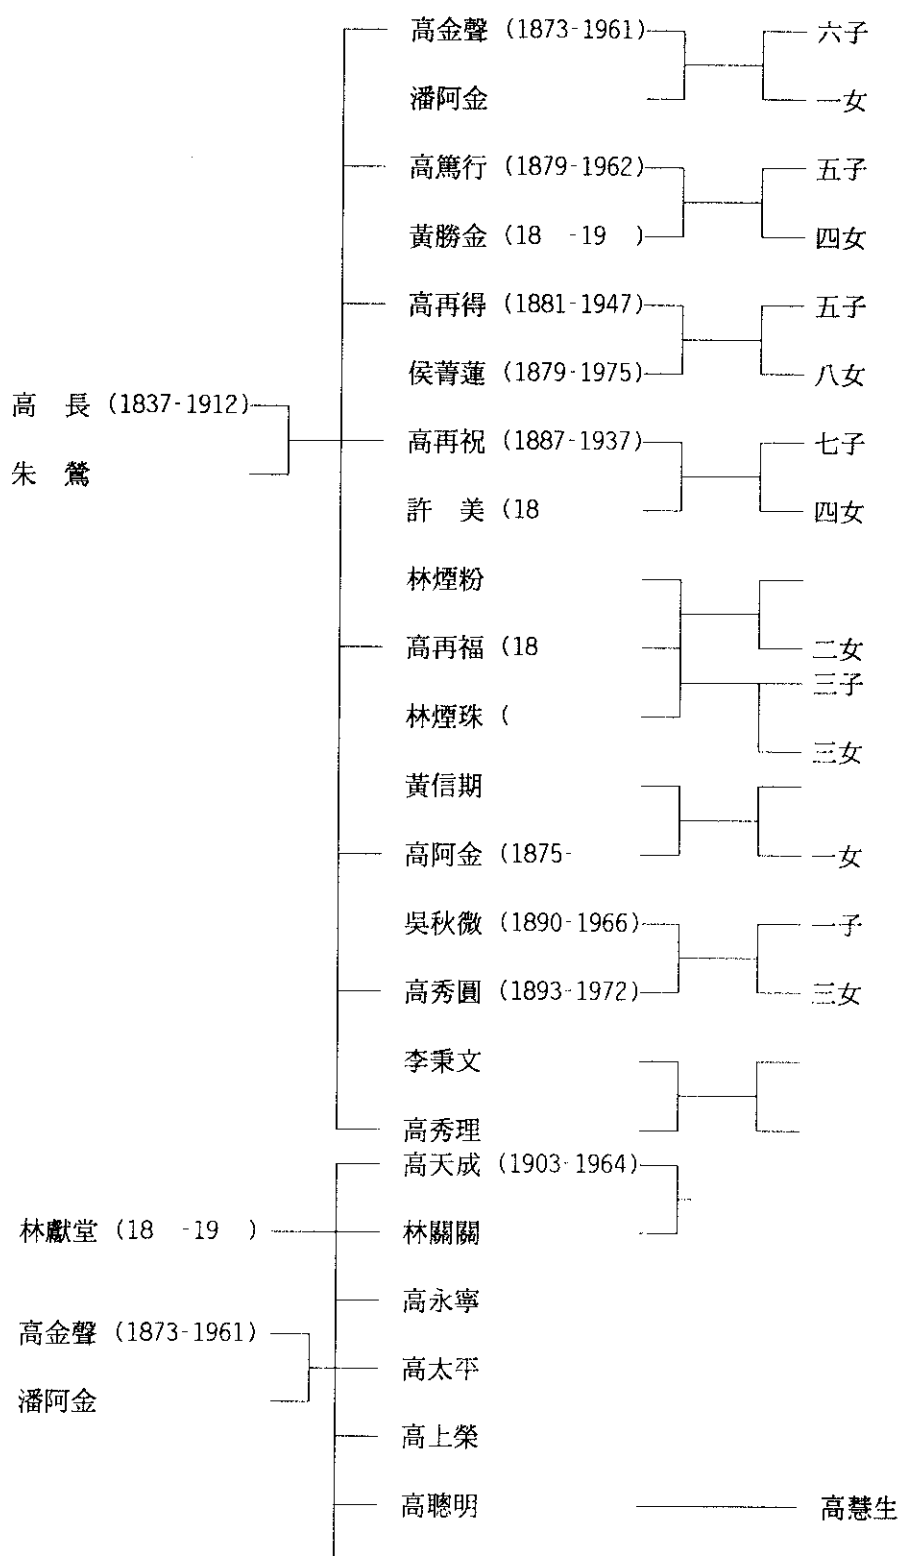 高金聲 (1873-1961) 六子
潘阿金 一女
高篤行 (1879-1962) 五子
黃勝金 (18 -19 ) 四女
高再得 (1881-1947) 五子
侯菁蓮 (1879-1975) 八女
高 長 (1837-1912)
高再祝 (1887-1937) 七子
朱 鶯
許 美 (18 四女
林煙粉
高再福 (18 二女
三子
林煙珠 (
三女
黃信期
高阿金 (1875- 一女
吳秋微 (1890-1966) 一子
高秀圓 (1893-1972) 三女
李秉文
高秀理
高天成 (1903-1964)
林獻堂 (18 -19 ) 林關關
高永寧
高金聲 (1873-1961)
高太平
潘阿金
高上榮
高聰明 高慧生